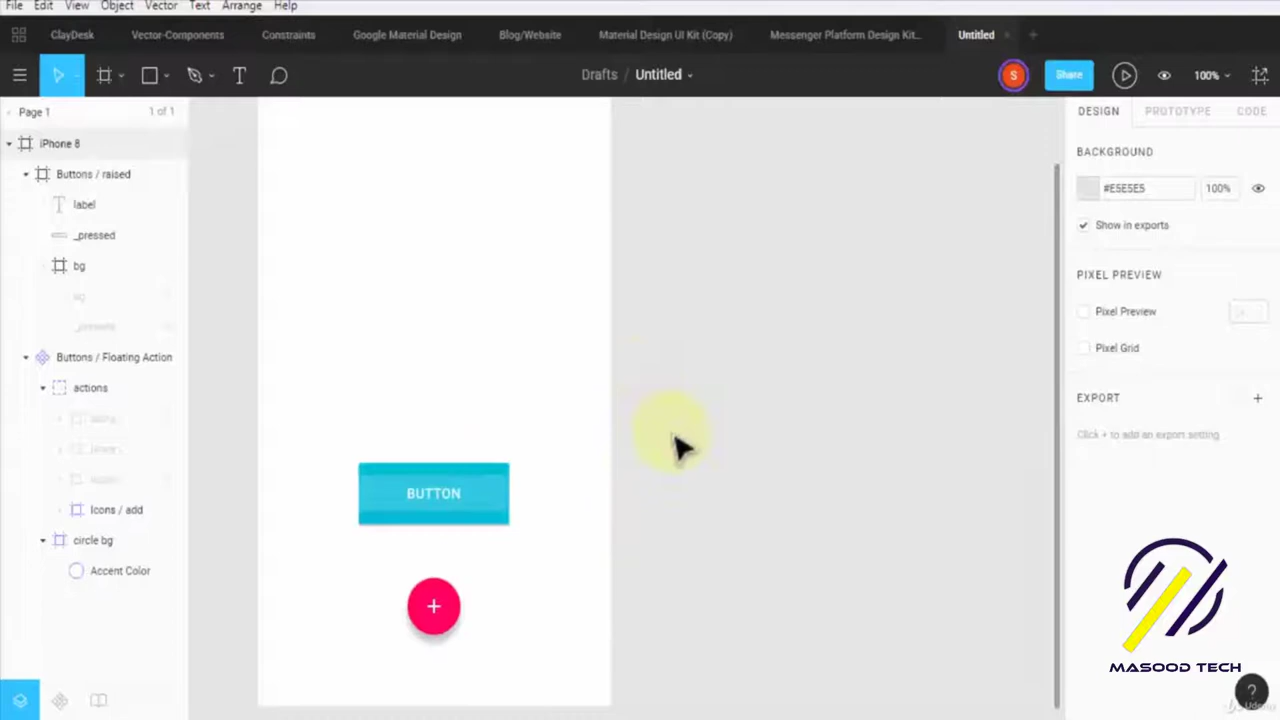 File Edit View Object Vector Text Arrange Help
ClayDesk Vector-Components Constraints Google Material Design Blog/Website Material Design UI Kit (Copy) Messenger Platform Design Kit... Untitled
Drafts / Untitled S Share 100%
Page 1 1 of 1
DESIGN PROTOTYPE CODE
iPhone 8
BACKGROUND
Buttons / raised
#E5E5E5 100%
label
Show in exports
_pressed
bg
PIXEL PREVIEW
bg
Pixel Preview
_pressed
Pixel Grid
Buttons / Floating Action
actions
EXPORT
Click + to add an export setting
BUTTON
Icons / add
circle bg
Accent Color
MASOOD TECH
?
Udemy